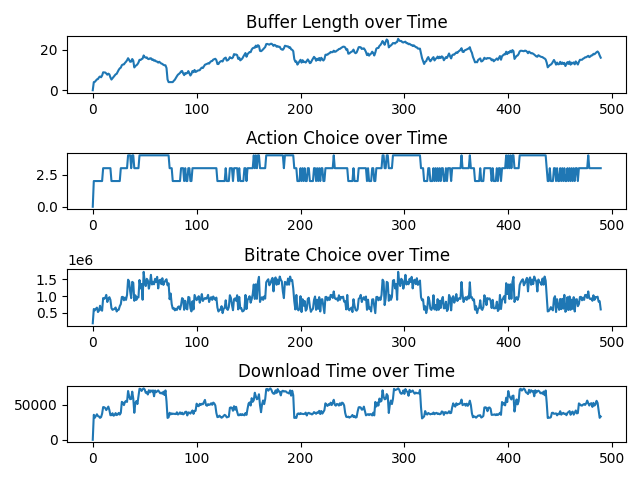 Buffer Length over Time
20
0
0 100 200 300 400 500
Action Choice over Time
2.5
0.0
0 100 200 300 400 500
Bitrate Choice over Time
1e6
1.5
1.0
0.5
0 100 200 300 400 500
Download Time over Time
50000
0
0 100 200 300 400 500